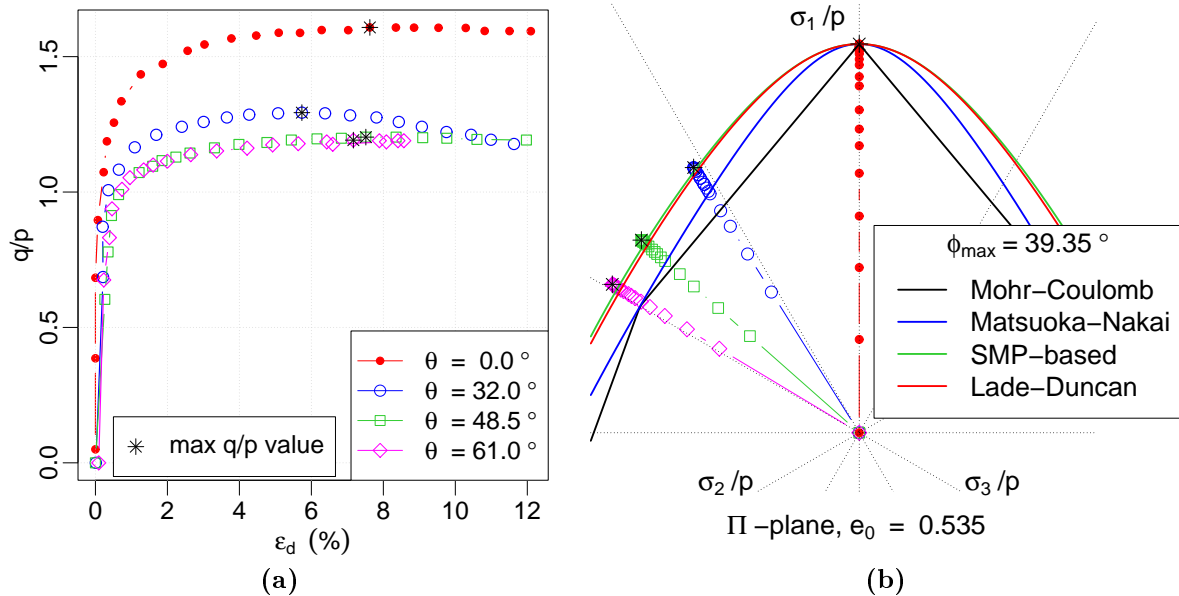 q/p
1.5
1.0
0.5
0.0
0 2 4 6 8 10 12
ε_d (%)
✳ max q/p value
θ = 0.0 °
θ = 32.0 °
θ = 48.5 °
θ = 61.0 °
(a)
σ₁ /p
ϕ_max = 39.35 °
Mohr−Coulomb
Matsuoka−Nakai
SMP−based
Lade−Duncan
σ₂ /p
σ₃ /p
Π −plane, e₀ = 0.535
(b)